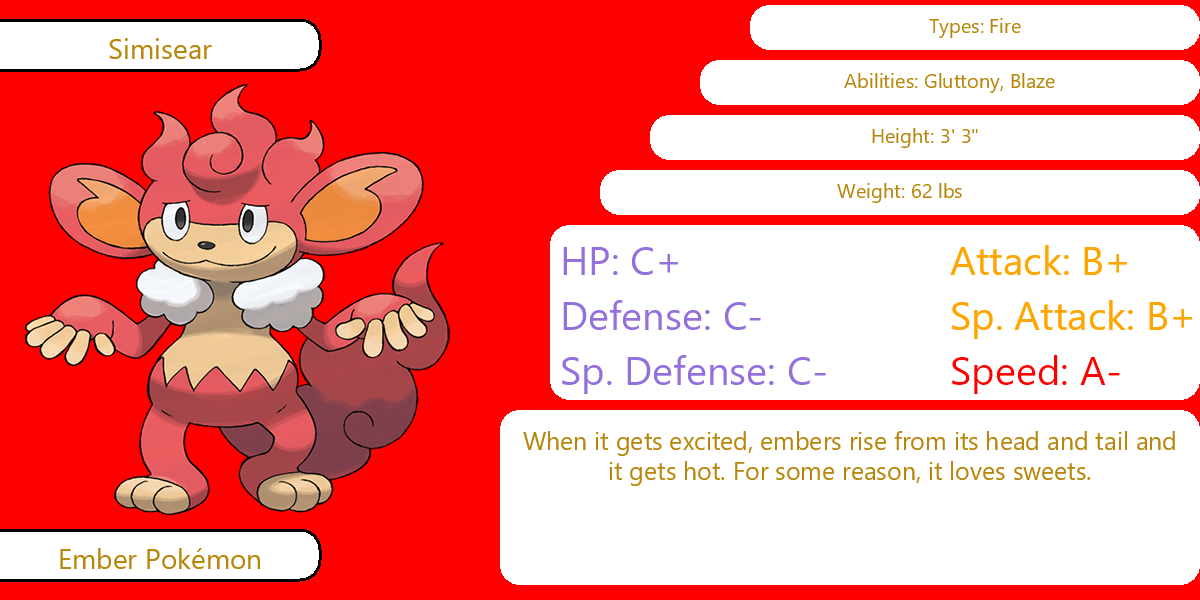 Simisear
Types: Fire
Abilities: Gluttony, Blaze
Height: 3' 3"
Weight: 62 lbs
HP: C+
Attack: B+
Defense: C-
Sp. Attack: B+
Sp. Defense: C-
Speed: A-
When it gets excited, embers rise from its head and tail and
it gets hot. For some reason, it loves sweets.
Ember Pokémon